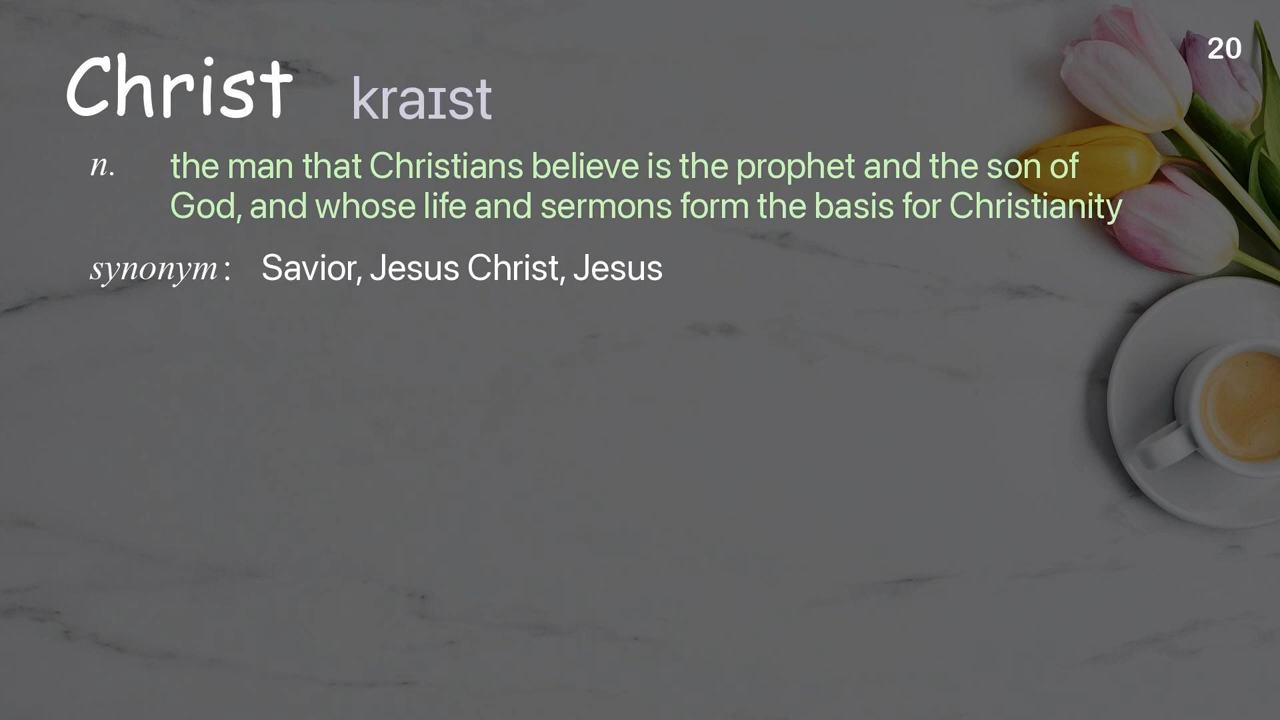 20
Christ kraɪst
n. the man that Christians believe is the prophet and the son of
God, and whose life and sermons form the basis for Christianity
synonym : Savior, Jesus Christ, Jesus